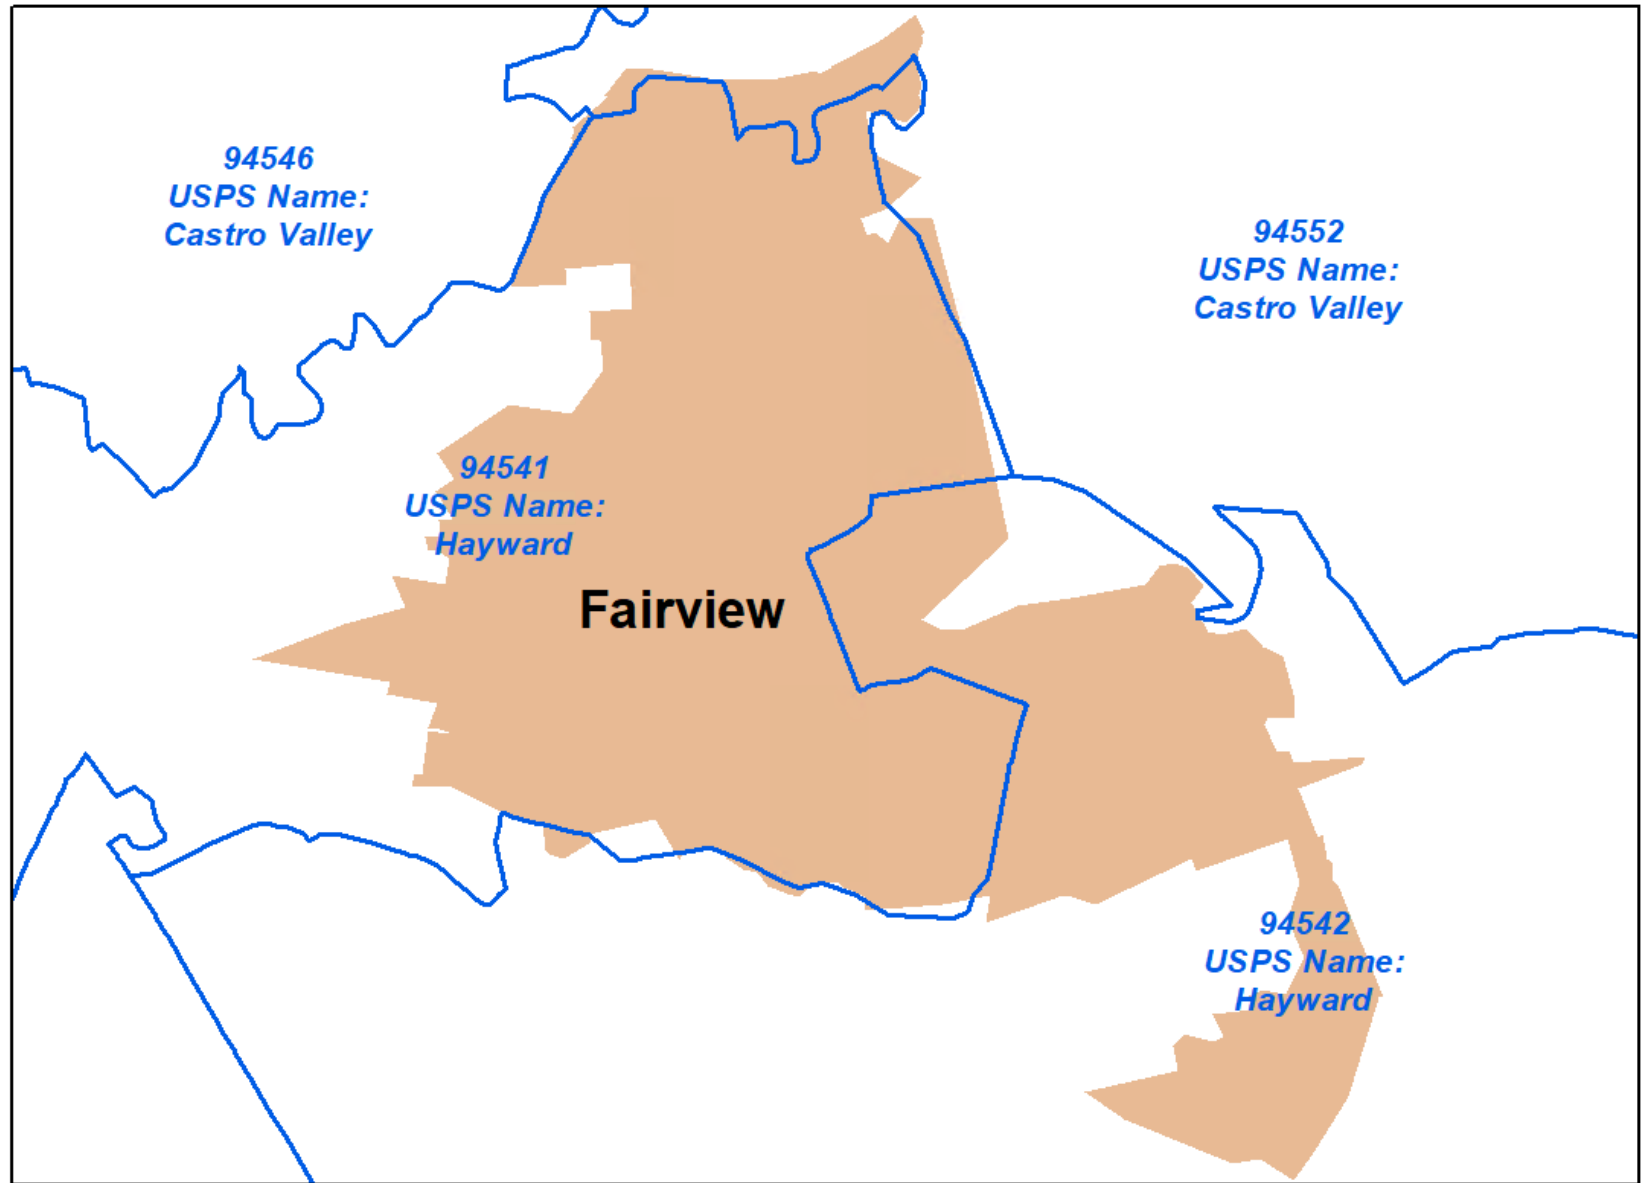 94546
USPS Name:
Castro Valley
94552
USPS Name:
Castro Valley
94541
USPS Name:
Hayward
Fairview
94542
USPS Name:
Hayward